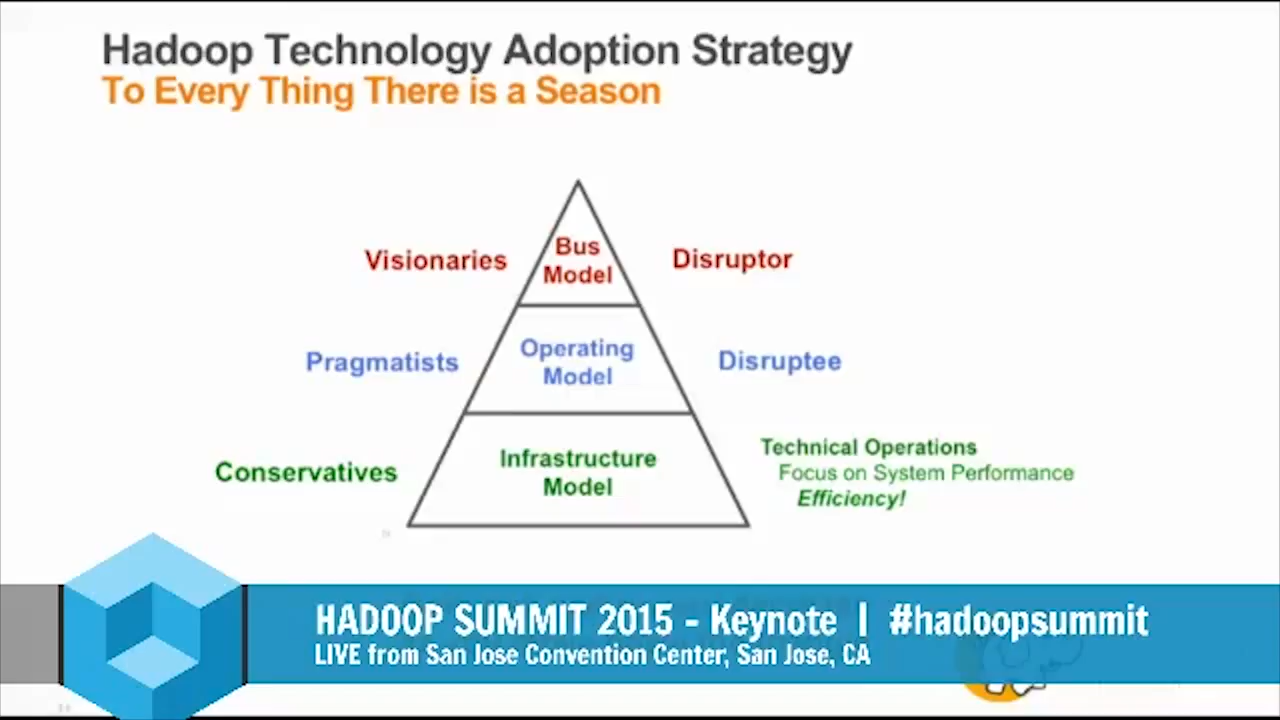 Hadoop Technology Adoption Strategy
To Every Thing There is a Season
Visionaries
Bus
Model
Disruptor
Pragmatists
Operating
Model
Disruptee
Conservatives
Infrastructure
Model
Technical Operations
Focus on System Performance
Efficiency!
HADOOP SUMMIT 2015 - Keynote | #hadoopsummit
LIVE from San Jose Convention Center, San Jose, CA